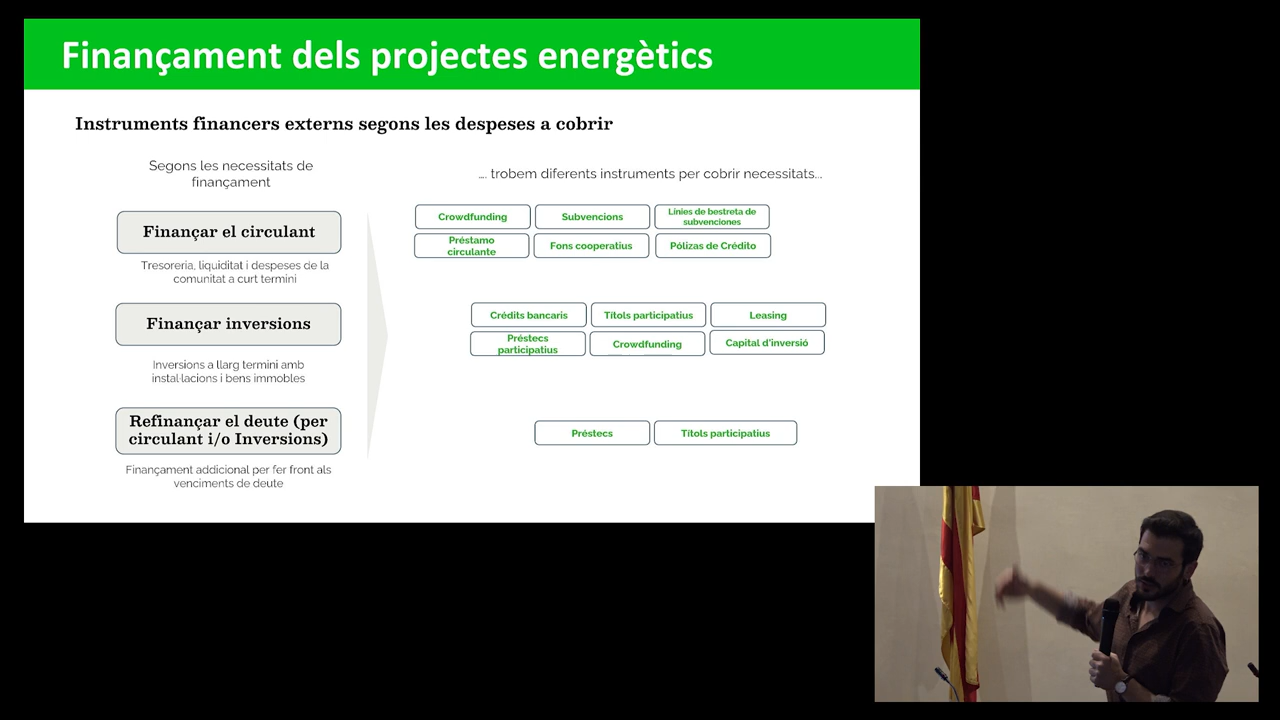 Finançament dels projectes energètics
Instruments financers externs segons les despeses a cobrir
Segons les necessitats de
finançament
.... trobem diferents instruments per cobrir necessitats...
Finançar el circulant
Tresoreria, liquiditat i despeses de la
comunitat a curt termini
Crowdfunding
Subvencions
Línies de bestreta de
subvenciones
Préstamo
circulante
Fons cooperatius
Pólizas de Crédito
Finançar inversions
Inversions a llarg termini amb
instal·lacions i bens immobles
Crédits bancaris
Títols participatius
Leasing
Préstecs
participatius
Crowdfunding
Capital d'inversió
Refinançar el deute (per
circulant i/o Inversions)
Finançament addicional per fer front als
venciments de deute
Préstecs
Títols participatius